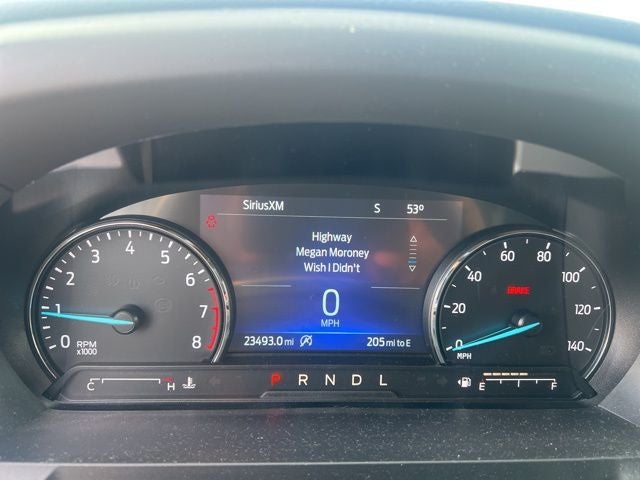 SiriusXM S 53°
Highway
Megan Moroney
Wish I Didn't
0
MPH
23493.0 mi 205 mi to E
0 1 2 3 4 5 6 7 8
RPM
x1000
0 20 40 60 80 100 120 140
BRAKE
MPH
C H
P R N D L
E F